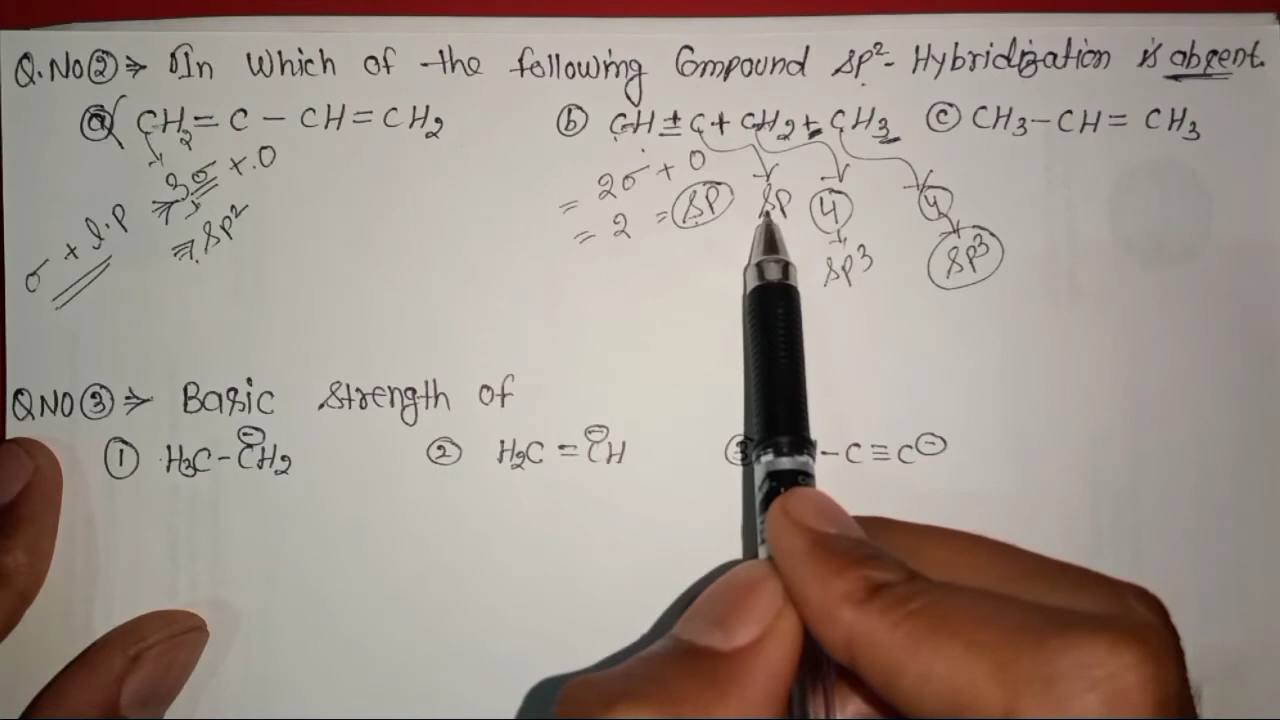 Q.NO② ⇒ In Which of the following Compound SP²- Hybridization is absent.
ⓐ CH₂ = C - CH = CH₂ ⓑ CH ≡ C + CH₂ + CH₃ ⓒ CH₃ - CH = CH₃
σ + l.p ⇒ 3σ + 0 = 2σ + 0 SP 4 4
⇒ SP² = 2 = SP SP³ SP³
QNO③ ⇒ Basic Strength of
① H₃C - C̄H₂ ② H₂C = C̄H ③ - C ≡ C⊖